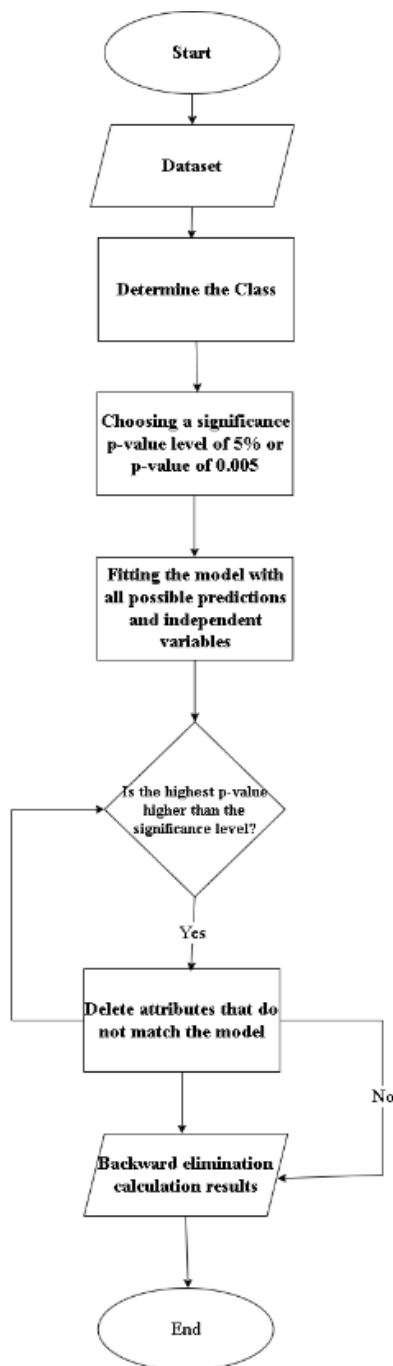 Start
Dataset
Determine the Class
Choosing a significance
p-value level of 5% or
p-value of 0.005
Fitting the model with
all possible predictions
and independent
variables
Is the highest p-value
higher than the
significance level?
Yes
Delete attributes that do
not match the model
No
Backward elimination
calculation results
End